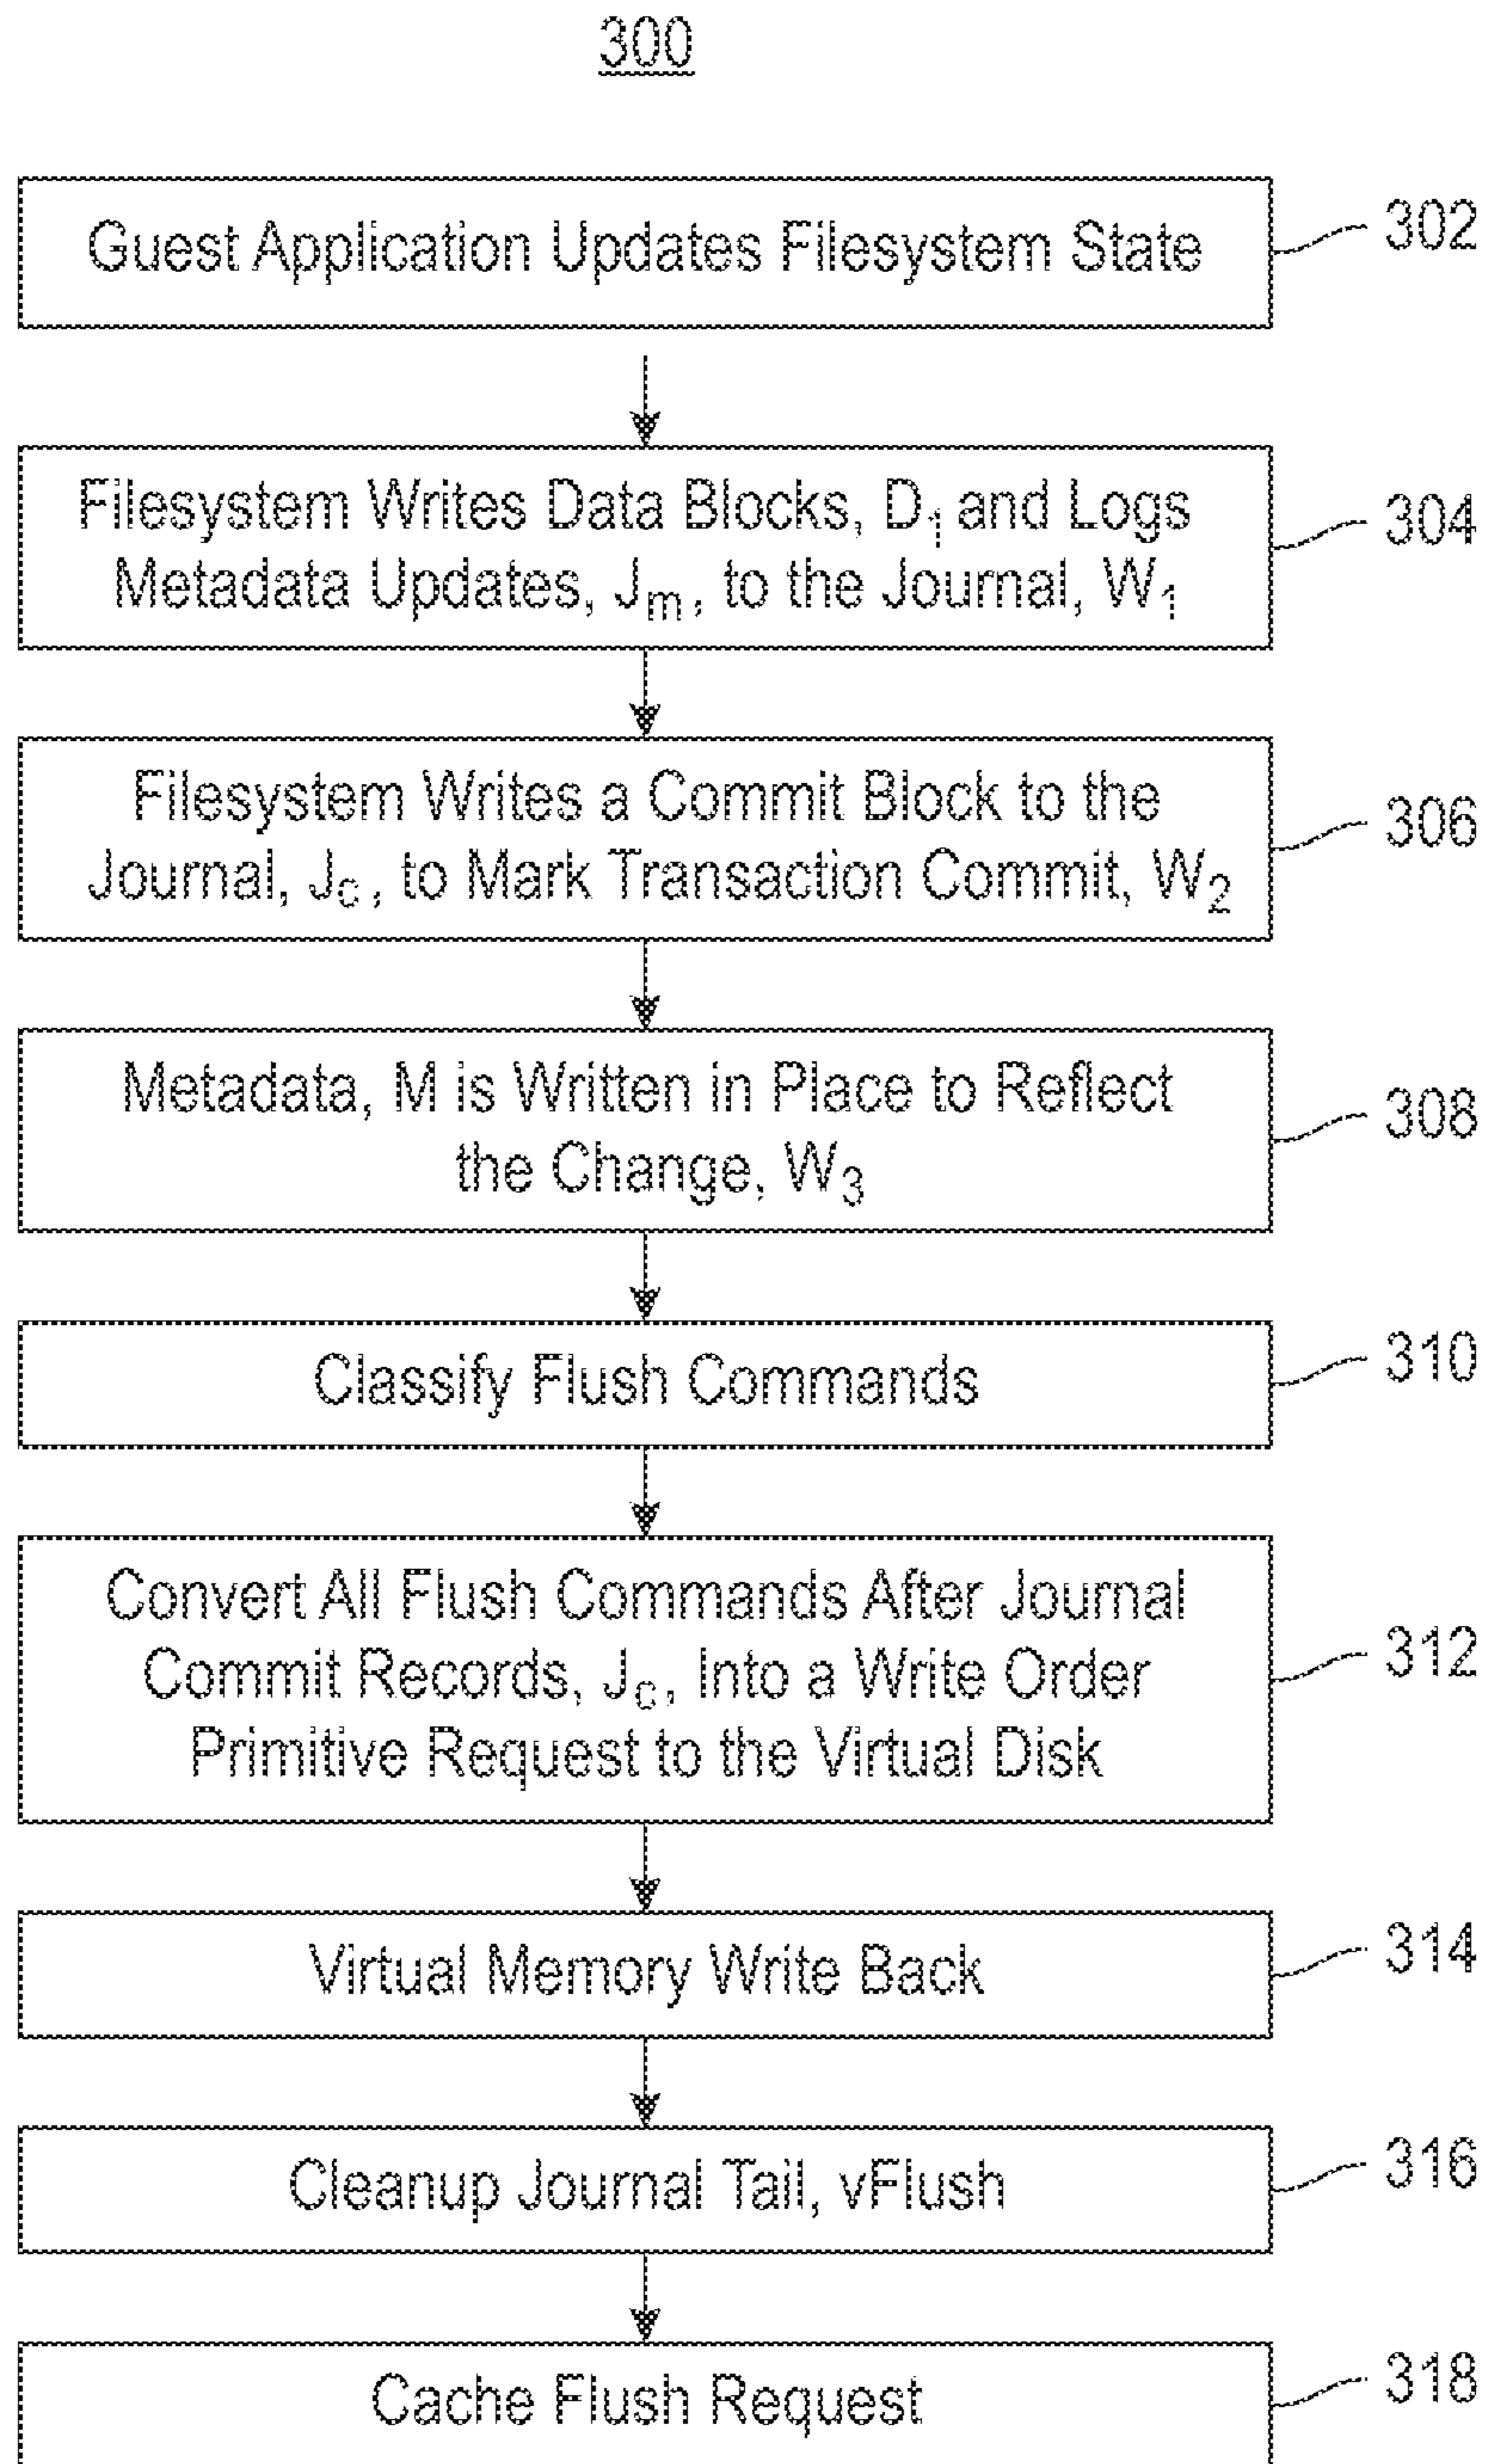 300
Guest Application Updates Filesystem State
302
Filesystem Writes Data Blocks, D₁ and Logs
Metadata Updates, Jₘ, to the Journal, W₁
304
Filesystem Writes a Commit Block to the
Journal, J_c, to Mark Transaction Commit, W₂
306
Metadata, M is Written in Place to Reflect
the Change, W₃
308
Classify Flush Commands
310
Convert All Flush Commands After Journal
Commit Records, J_c, Into a Write Order
Primitive Request to the Virtual Disk
312
Virtual Memory Write Back
314
Cleanup Journal Tail, vFlush
316
Cache Flush Request
318